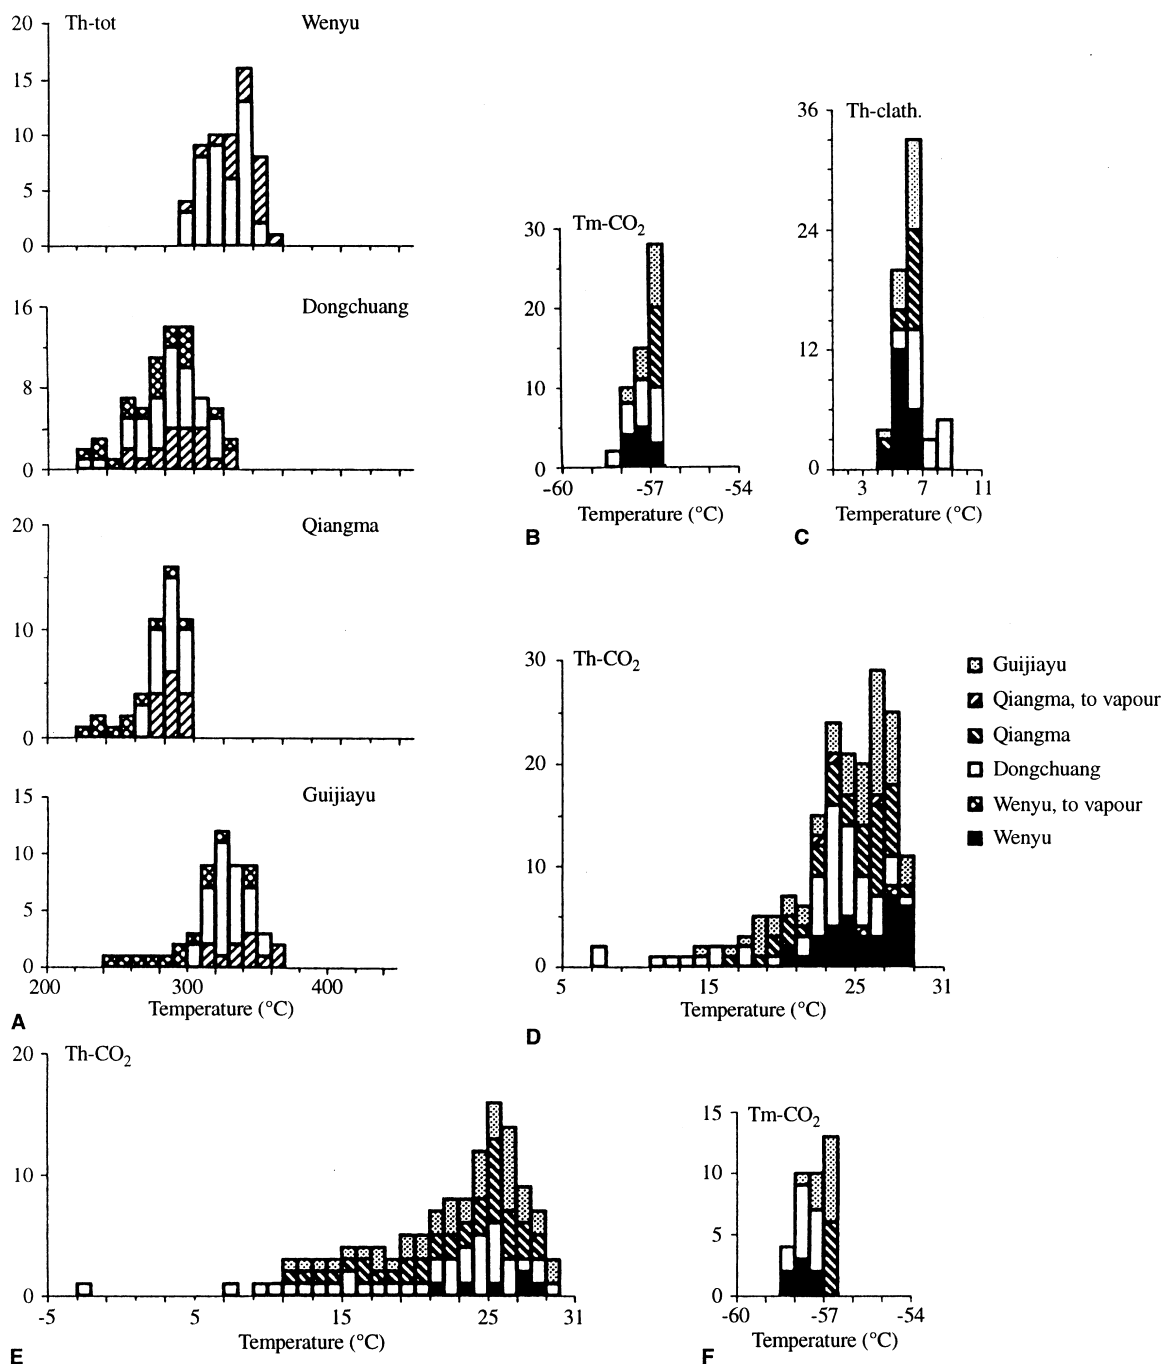 Th-tot
Wenyu
20
15
10
5
0
Dongchuang
16
8
0
Qiangma
20
10
0
Guijiayu
15
10
5
0
200
300
400
Temperature (°C)
A
Tm-CO2
30
20
10
0
-60
-57
-54
Temperature (°C)
B
Th-clath.
36
24
12
0
3
7
11
Temperature (°C)
C
Th-CO2
30
20
10
0
5
15
25
31
Temperature (°C)
D
Guijiayu
Qiangma, to vapour
Qiangma
Dongchuang
Wenyu, to vapour
Wenyu
Th-CO2
20
10
0
-5
5
15
25
31
Temperature (°C)
E
Tm-CO2
15
10
5
0
-60
-57
-54
Temperature (°C)
F